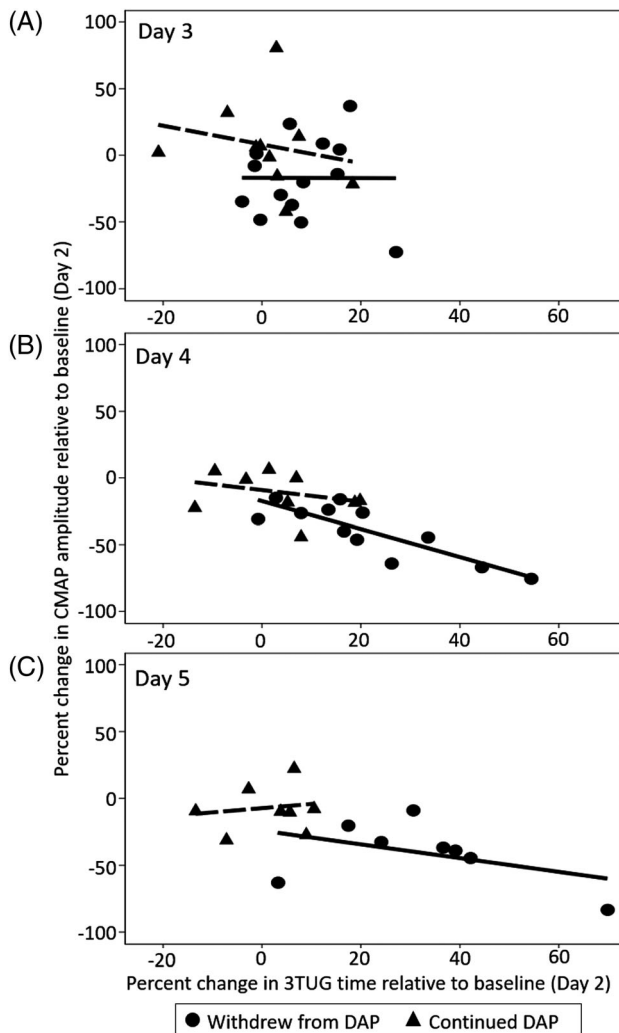 Percent change in CMAP amplitude relative to baseline (Day 2)
(A)
Day 3
100
50
0
-50
-100
-20 0 20 40 60
(B)
Day 4
100
50
0
-50
-100
-20 0 20 40 60
(C)
Day 5
100
50
0
-50
-100
-20 0 20 40 60
Percent change in 3TUG time relative to baseline (Day 2)
Withdrew from DAP Continued DAP